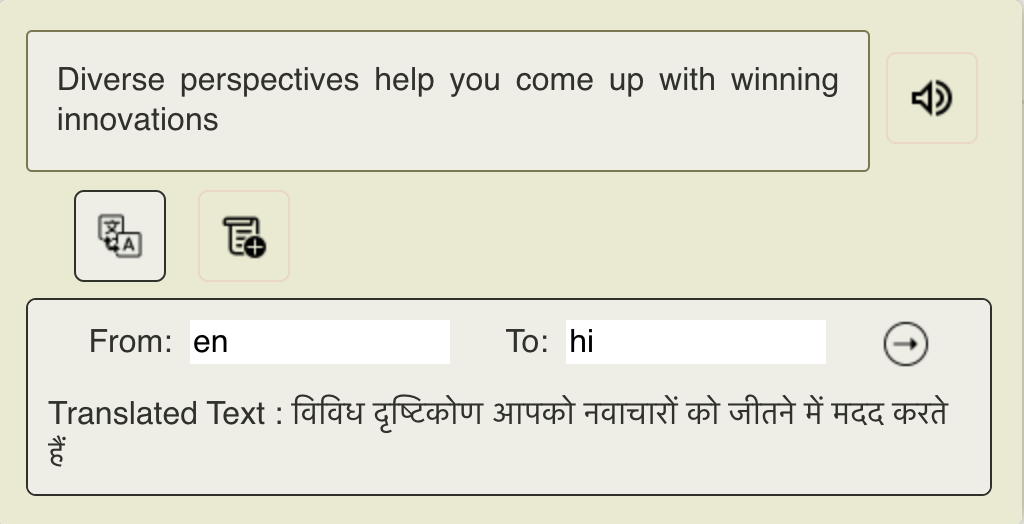 Diverse perspectives help you come up with winning
innovations
文
A
From: en To: hi
Translated Text : विविध दृष्टिकोण आपको नवाचारों को जीतने में मदद करते
हैं